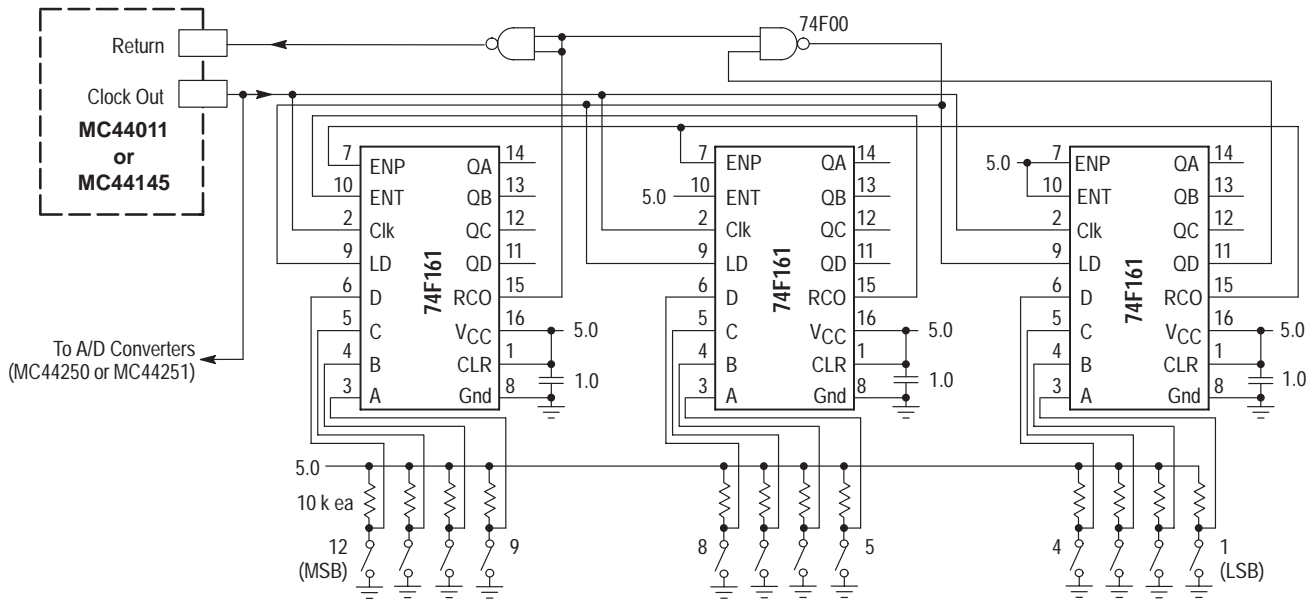 Return
Clock Out
MC44011
or
MC44145
74F00
To A/D Converters
(MC44250 or MC44251)
7 ENP QA 14
10 ENT QB 13
2 Clk QC 12
9 LD QD 11
6 D RCO 15
5 C VCC 16 5.0
4 B CLR 1
3 A Gnd 8 1.0
74F161
7 ENP QA 14
5.0 10 ENT QB 13
2 Clk QC 12
9 LD QD 11
6 D RCO 15
5 C VCC 16 5.0
4 B CLR 1
3 A Gnd 8 1.0
74F161
5.0 7 ENP QA 14
10 ENT QB 13
2 Clk QC 12
9 LD QD 11
6 D RCO 15
5 C VCC 16 5.0
4 B CLR 1
3 A Gnd 8 1.0
74F161
5.0
10 k ea
12 9 8 5 4 1
(MSB) (LSB)